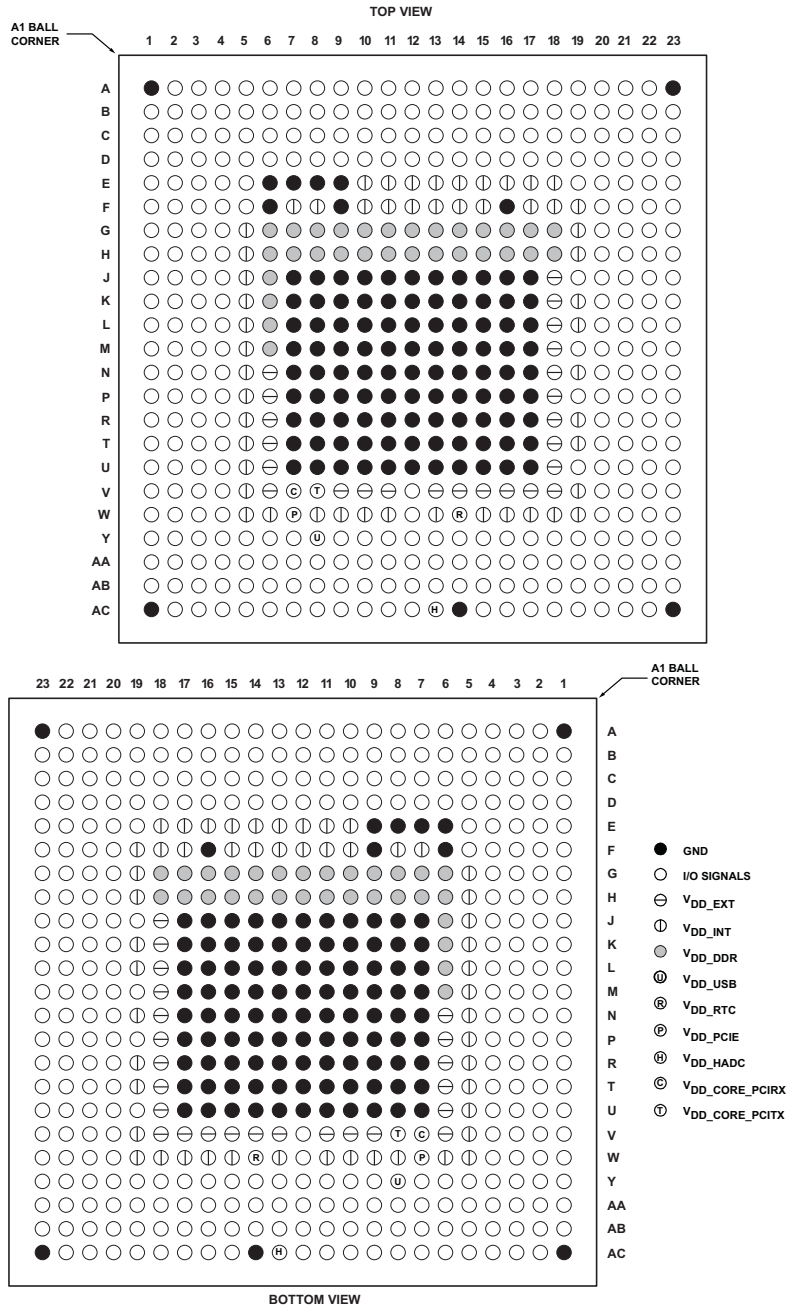 TOP VIEW
A1 BALL
CORNER
1 2 3 4 5 6 7 8 9 10 11 12 13 14 15 16 17 18 19 20 21 22 23
A
B
C
D
E
F
G
H
J
K
L
M
N
P
R
T
U
V C T
W P R
Y U
AA
AB
AC H
A1 BALL
CORNER
23 22 21 20 19 18 17 16 15 14 13 12 11 10 9 8 7 6 5 4 3 2 1
A
B
C
D
E
F
G
H
J
K
L
M
N
P
R
T
U
T C V
R P W
U Y
AA
AB
H AC
GND
I/O SIGNALS
VDD_EXT
VDD_INT
VDD_DDR
U VDD_USB
R VDD_RTC
P VDD_PCIE
H VDD_HADC
C VDD_CORE_PCIRX
T VDD_CORE_PCITX
BOTTOM VIEW